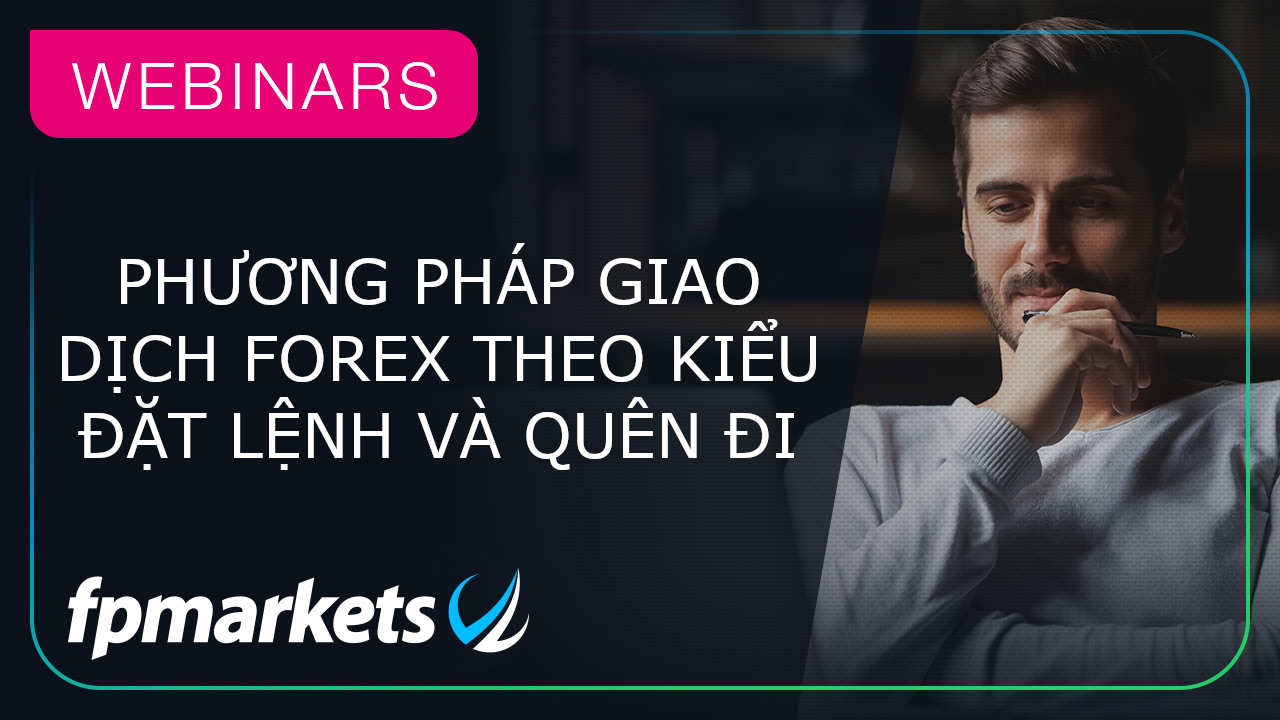 WEBINARS
PHƯƠNG PHÁP GIAO
DỊCH FOREX THEO KIỂU
ĐẶT LỆNH VÀ QUÊN ĐI
fpmarkets